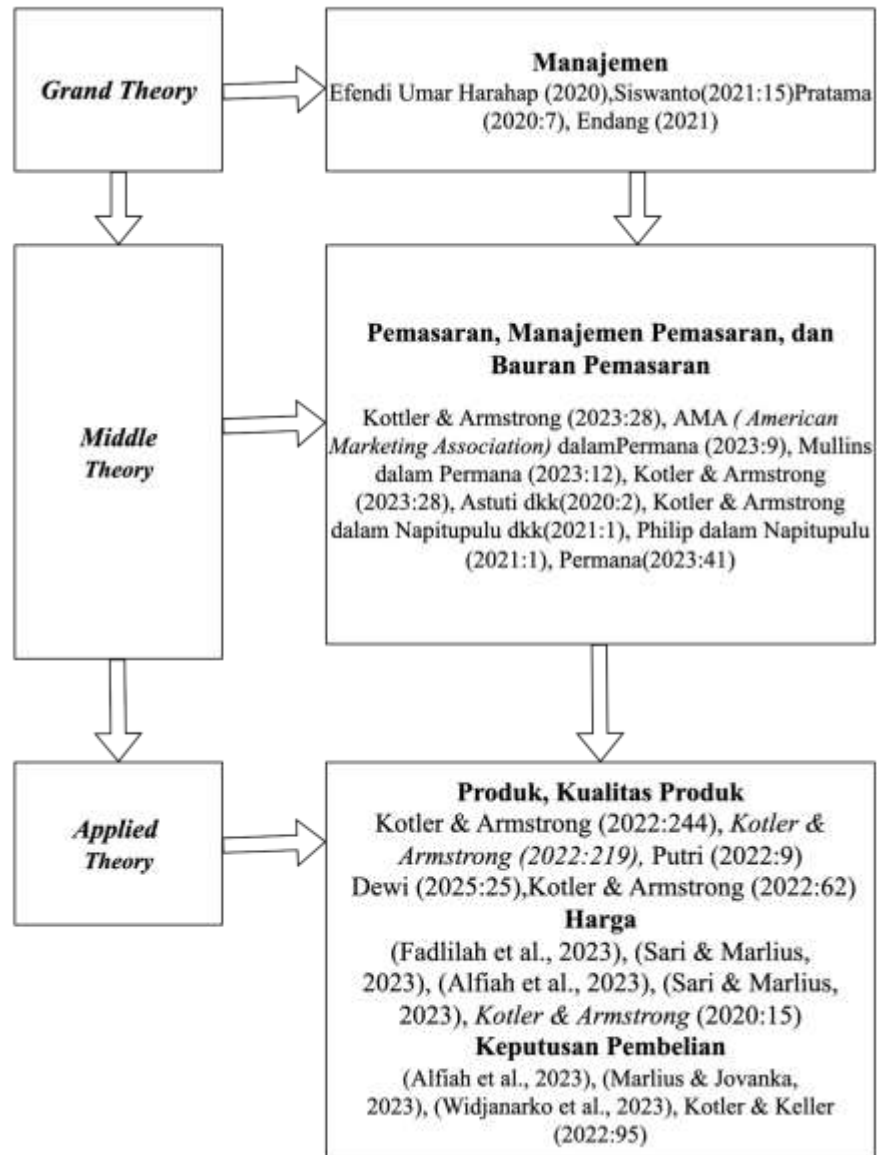 Grand Theory
Manajemen
Efendi Umar Harahap (2020),Siswanto(2021:15)Pratama
(2020:7), Endang (2021)
Middle
Theory
Pemasaran, Manajemen Pemasaran, dan
Bauran Pemasaran
Kottler & Armstrong (2023:28), AMA ( American
Marketing Association) dalamPermana (2023:9), Mullins
dalam Permana (2023:12), Kotler & Armstrong
(2023:28), Astuti dkk(2020:2), Kotler & Armstrong
dalam Napitupulu dkk(2021:1), Philip dalam Napitupulu
(2021:1), Permana(2023:41)
Applied
Theory
Produk, Kualitas Produk
Kotler & Armstrong (2022:244), Kotler &
Armstrong (2022:219), Putri (2022:9)
Dewi (2025:25),Kotler & Armstrong (2022:62)
Harga
(Fadlilah et al., 2023), (Sari & Marlius,
2023), (Alfiah et al., 2023), (Sari & Marlius,
2023), Kotler & Armstrong (2020:15)
Keputusan Pembelian
(Alfiah et al., 2023), (Marlius & Jovanka,
2023), (Widjanarko et al., 2023), Kotler & Keller
(2022:95)